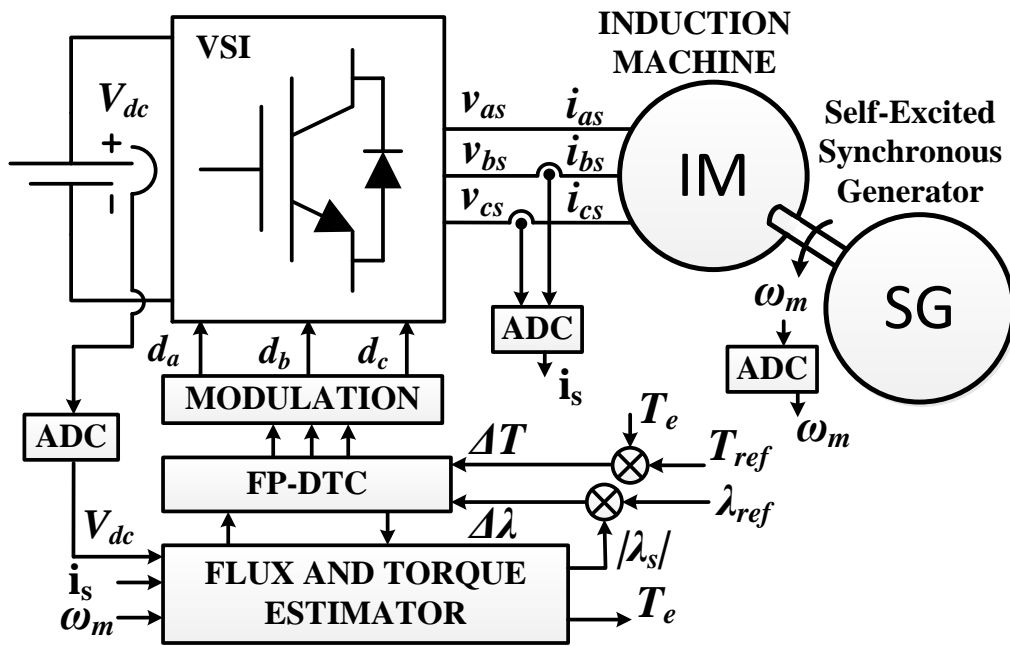 INDUCTION
MACHINE
VSI
V_dc
+
v_as
i_as
Self-Excited
Synchronous
Generator
v_bs
i_bs
IM
v_cs
i_cs
ω_m
SG
ADC
d_a
d_b
d_c
ADC
i_s
ω_m
MODULATION
ADC
T_e
ΔT
T_ref
FP-DTC
λ_ref
Δλ
V_dc
|λ_s|
FLUX AND TORQUE
ESTIMATOR
i_s
T_e
ω_m